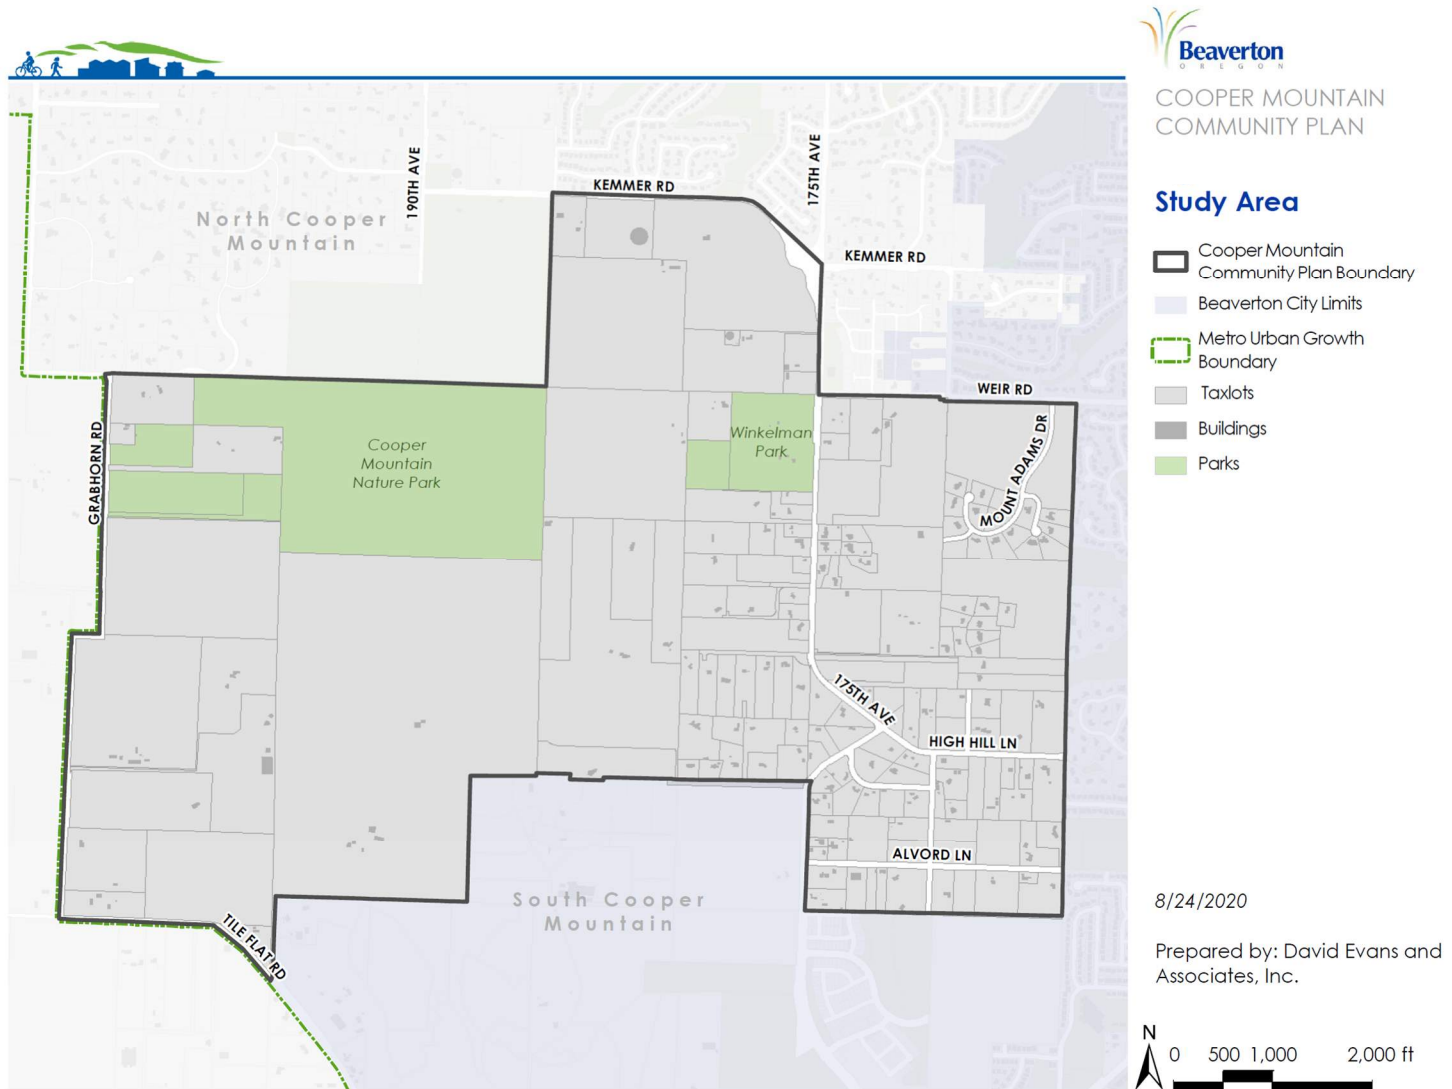 Beaverton
OREGON
COOPER MOUNTAIN
COMMUNITY PLAN
Study Area
Cooper Mountain
Community Plan Boundary
Beaverton City Limits
Metro Urban Growth
Boundary
Taxlots
Buildings
Parks
8/24/2020
Prepared by: David Evans and
Associates, Inc.
N
0 500 1,000 2,000 ft
190TH AVE
175TH AVE
KEMMER RD
North Cooper
Mountain
KEMMER RD
WEIR RD
GRABHORN RD
Cooper
Mountain
Nature Park
Winkelman
Park
MOUNT ADAMS DR
175TH AVE
HIGH HILL LN
ALVORD LN
South Cooper
Mountain
TILE FLAT RD